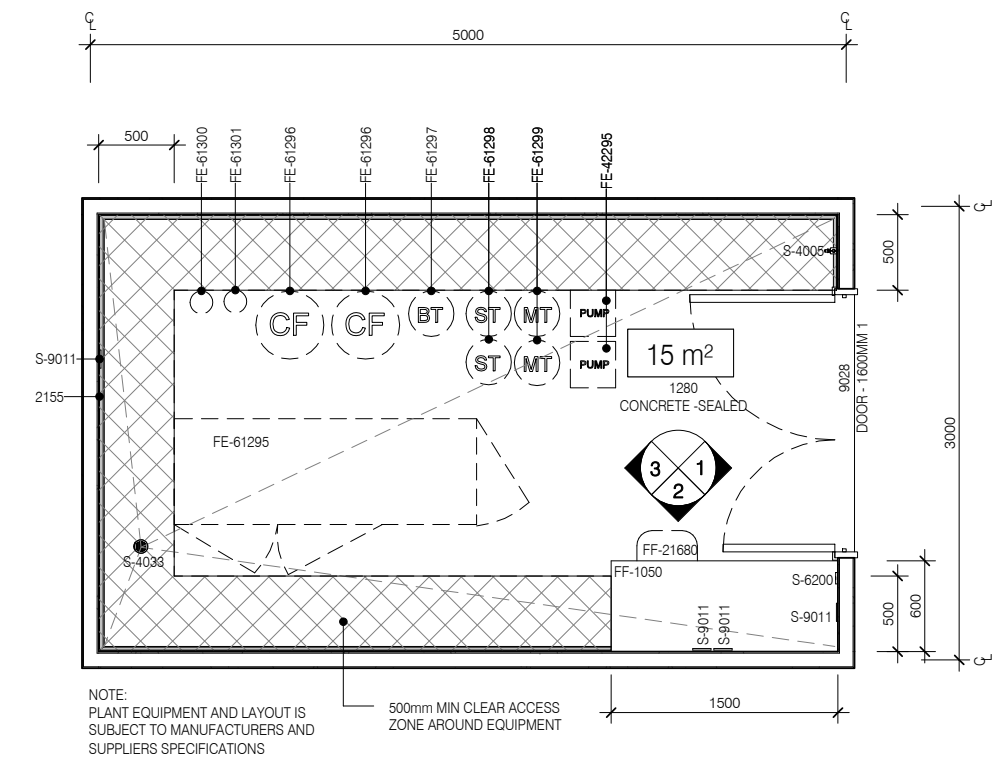 ℄
℄
5000
500
FE-61300
FE-61301
FE-61296
FE-61296
FE-61297
FE-61298
FE-61299
FE-42295
℄
S-4005
500
CF
CF
BT
ST
MT
PUMP
ST
MT
PUMP
15 m²
1280
CONCRETE -SEALED
9028
DOOR - 1600MM 1
S-9011
2155
3000
FE-61295
3
1
2
S-4033
FF-21680
FF-1050
S-6200
S-9011
S-9011
S-9011
500
600
℄
NOTE:
PLANT EQUIPMENT AND LAYOUT IS
SUBJECT TO MANUFACTURERS AND
SUPPLIERS SPECIFICATIONS
500mm MIN CLEAR ACCESS
ZONE AROUND EQUIPMENT
1500